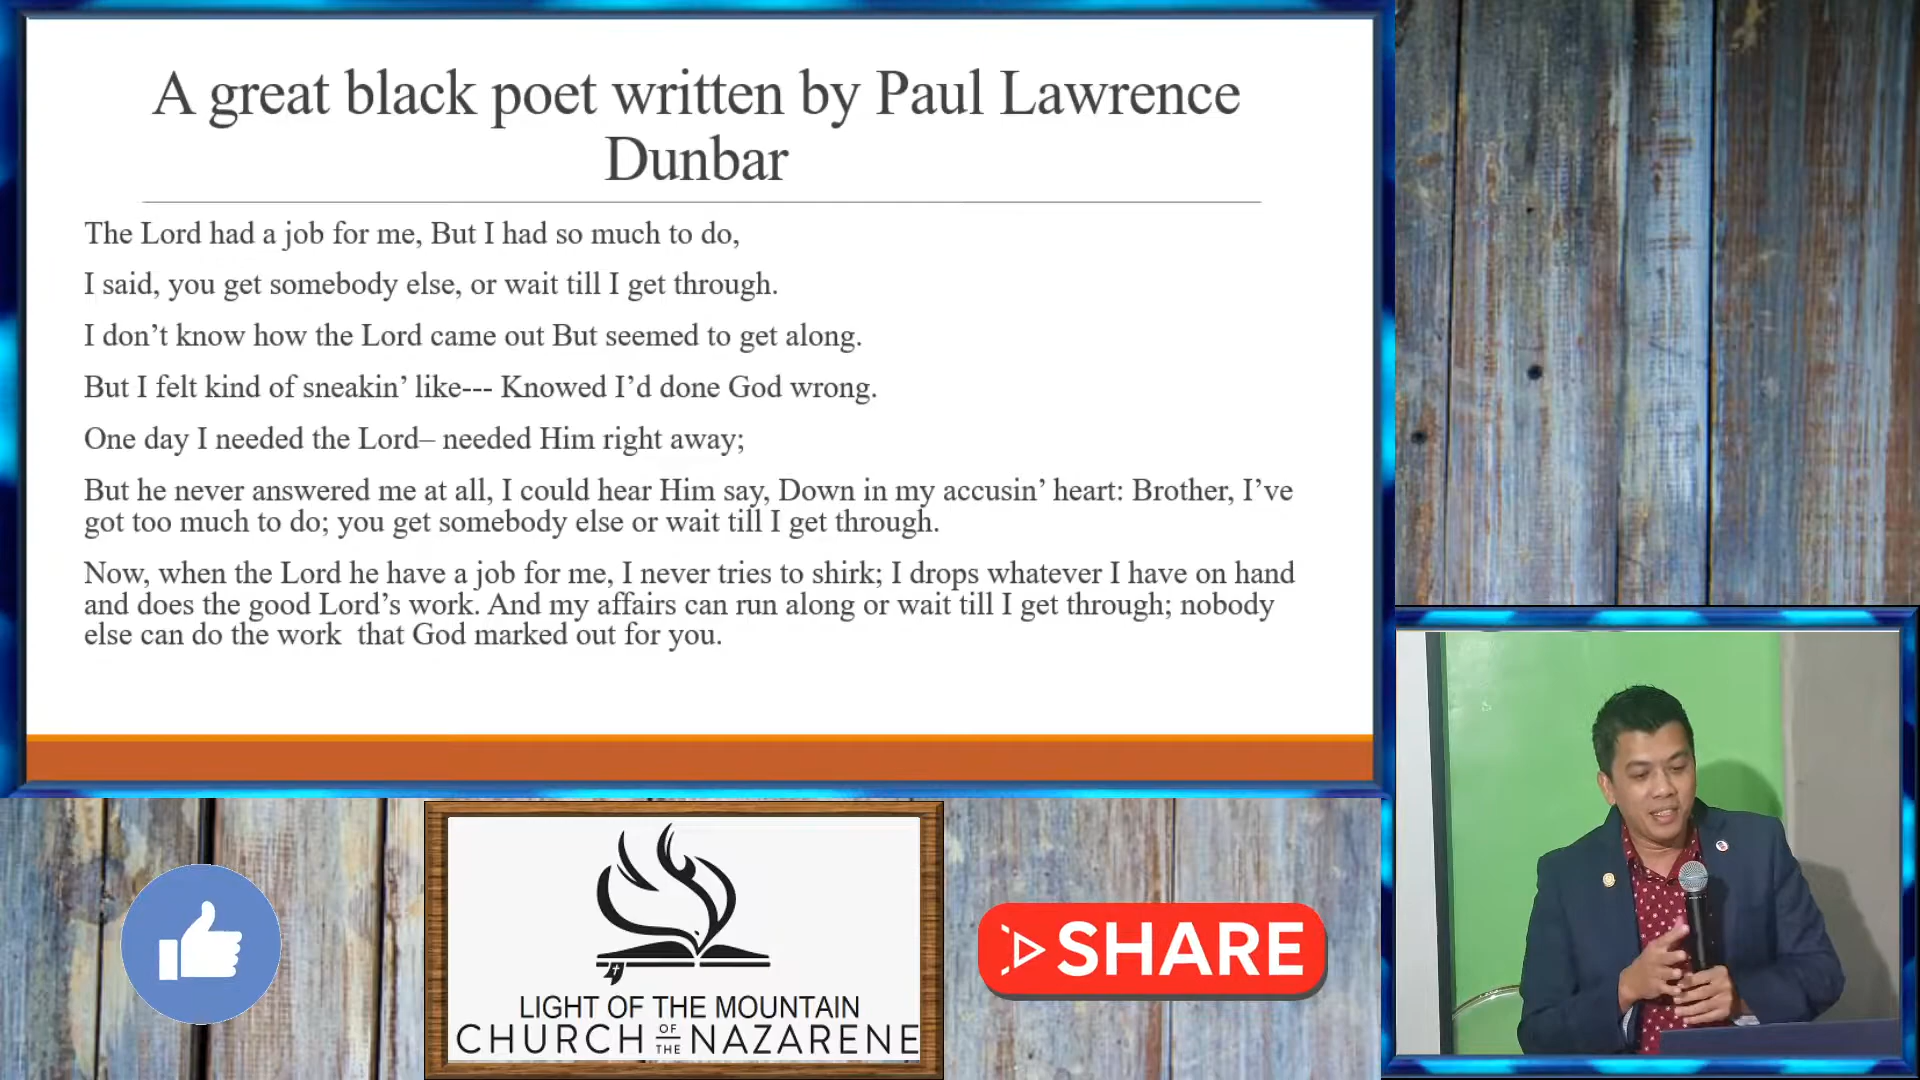 A great black poet written by Paul Lawrence
Dunbar
The Lord had a job for me, But I had so much to do,
I said, you get somebody else, or wait till I get through.
I don’t know how the Lord came out But seemed to get along.
But I felt kind of sneakin’ like--- Knowed I’d done God wrong.
One day I needed the Lord– needed Him right away;
But he never answered me at all, I could hear Him say, Down in my accusin’ heart: Brother, I’ve
got too much to do; you get somebody else or wait till I get through.
Now, when the Lord he have a job for me, I never tries to shirk; I drops whatever I have on hand
and does the good Lord’s work. And my affairs can run along or wait till I get through; nobody
else can do the work  that God marked out for you.
LIGHT OF THE MOUNTAIN
CHURCH OF THE NAZARENE
SHARE